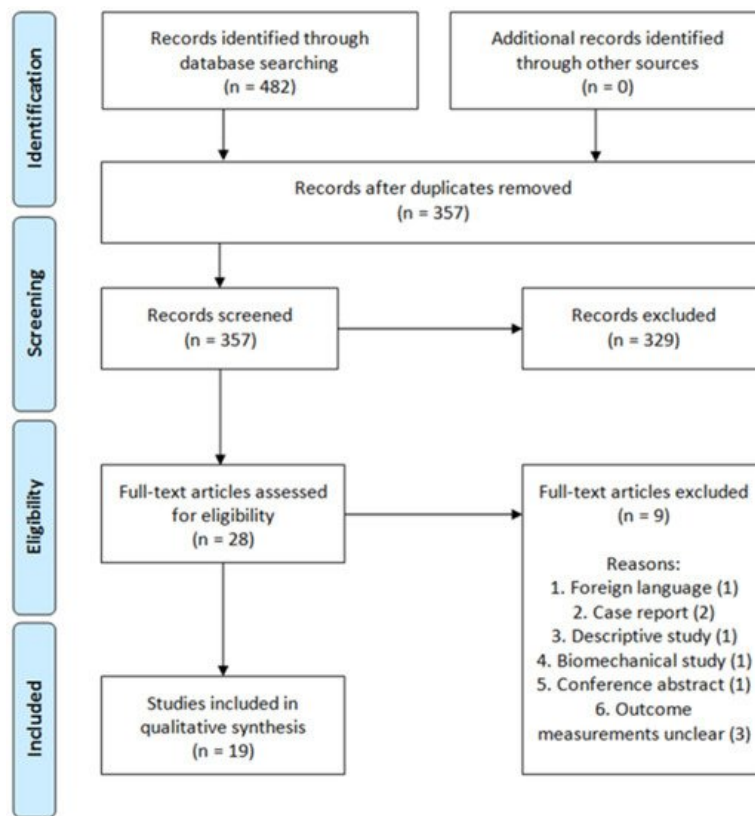 Identification
Records identified through
database searching
(n = 482)
Additional records identified
through other sources
(n = 0)
Records after duplicates removed
(n = 357)
Screening
Records screened
(n = 357)
Records excluded
(n = 329)
Eligibility
Full-text articles assessed
for eligibility
(n = 28)
Full-text articles excluded
(n = 9)
Reasons:
1. Foreign language (1)
2. Case report (2)
3. Descriptive study (1)
4. Biomechanical study (1)
5. Conference abstract (1)
6. Outcome
measurements unclear (3)
Included
Studies included in
qualitative synthesis
(n = 19)